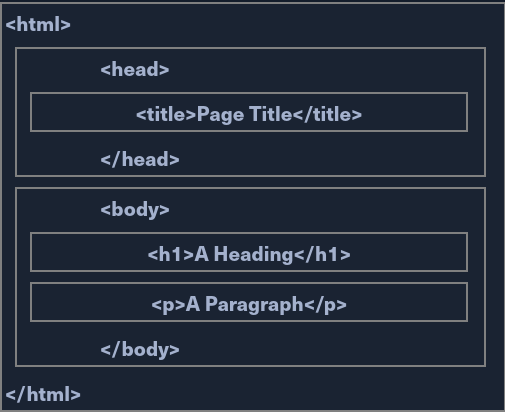 <html>
<head>
<title>Page Title</title>
</head>
<body>
<h1>A Heading</h1>
<p>A Paragraph</p>
</body>
</html>